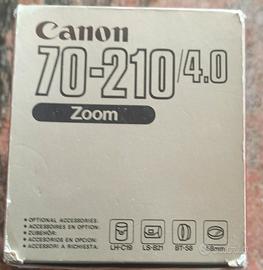 Canon
70-210/4.0
Zoom
• OPTIONAL ACCESSORIES:
• ACCESSOIRES EN OPTION:
• ZUBEHÖR:
• ACCESORIOS EN OPCION:
• ACCESSORI A RICHIESTA:
LH-C19 LS-B21 BT-58 58mm